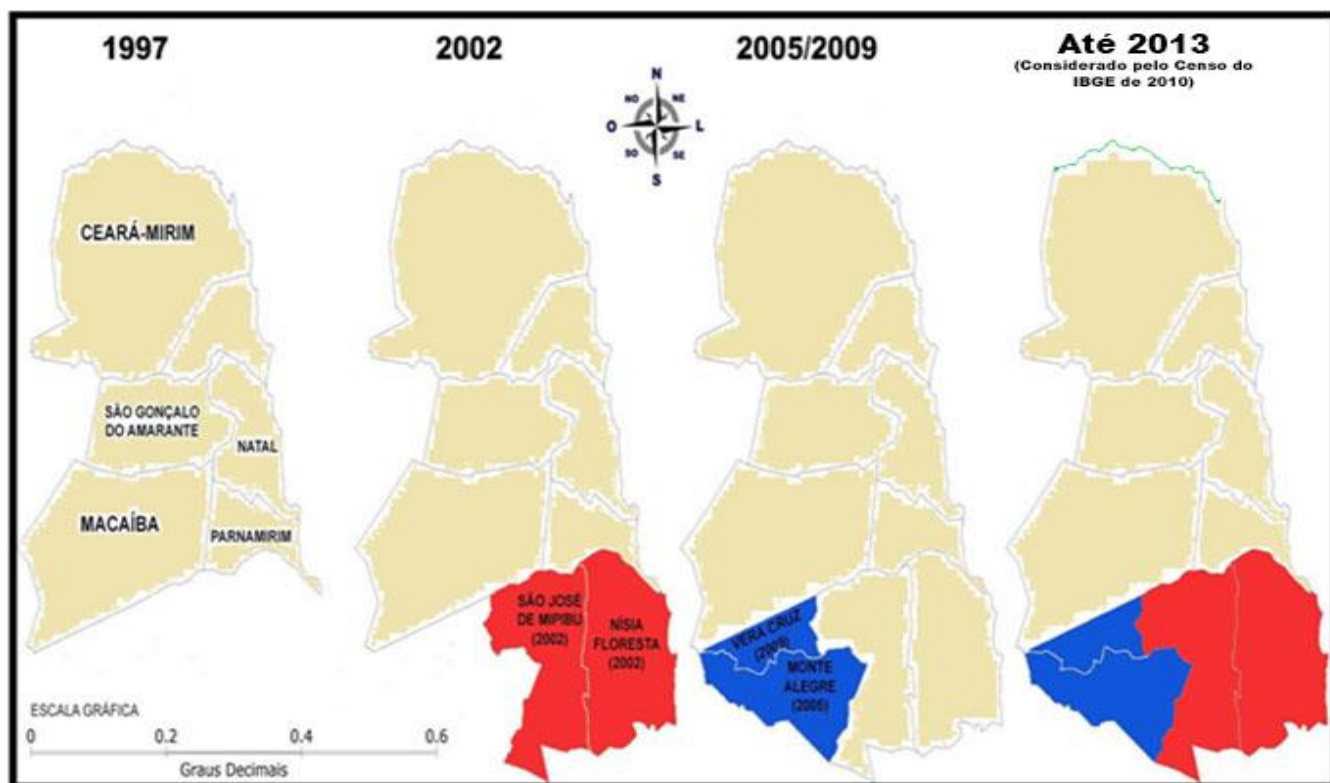 1997
2002
2005/2009
Até 2013
(Considerado pelo Censo do
IBGE de 2010)
N
NO
NE
O
L
SO
SE
S
CEARÁ-MIRIM
SÃO GONÇALO
DO AMARANTE
NATAL
MACAÍBA
PARNAMIRIM
SÃO JOSÉ
DE MIPIBU
(2002)
NÍSIA
FLORESTA
(2002)
VERA CRUZ
(2009)
MONTE
ALEGRE
(2005)
ESCALA GRÁFICA
0
0.2
0.4
0.6
Graus Decimais